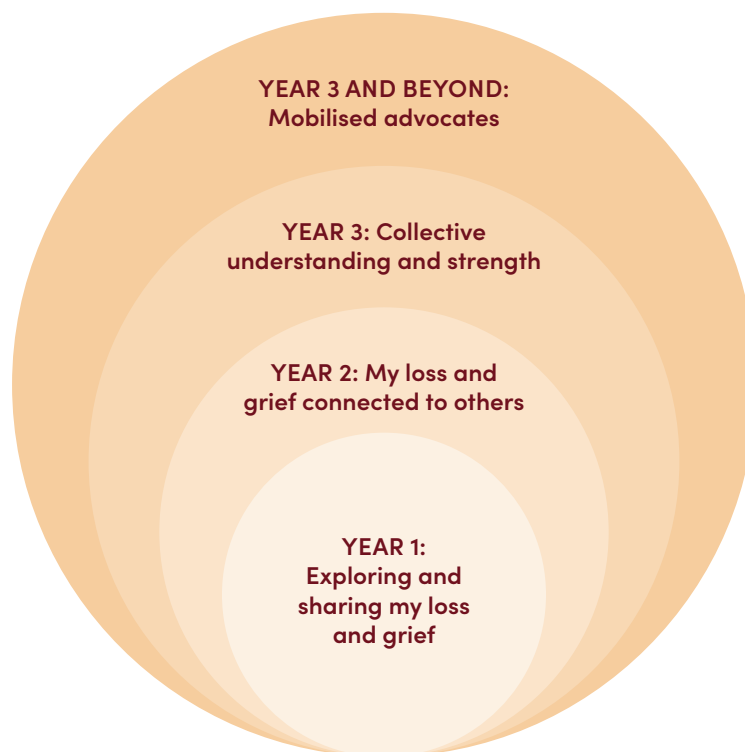 YEAR 3 AND BEYOND:
Mobilised advocates
YEAR 3: Collective
understanding and strength
YEAR 2: My loss and
grief connected to others
YEAR 1:
Exploring and
sharing my loss
and grief